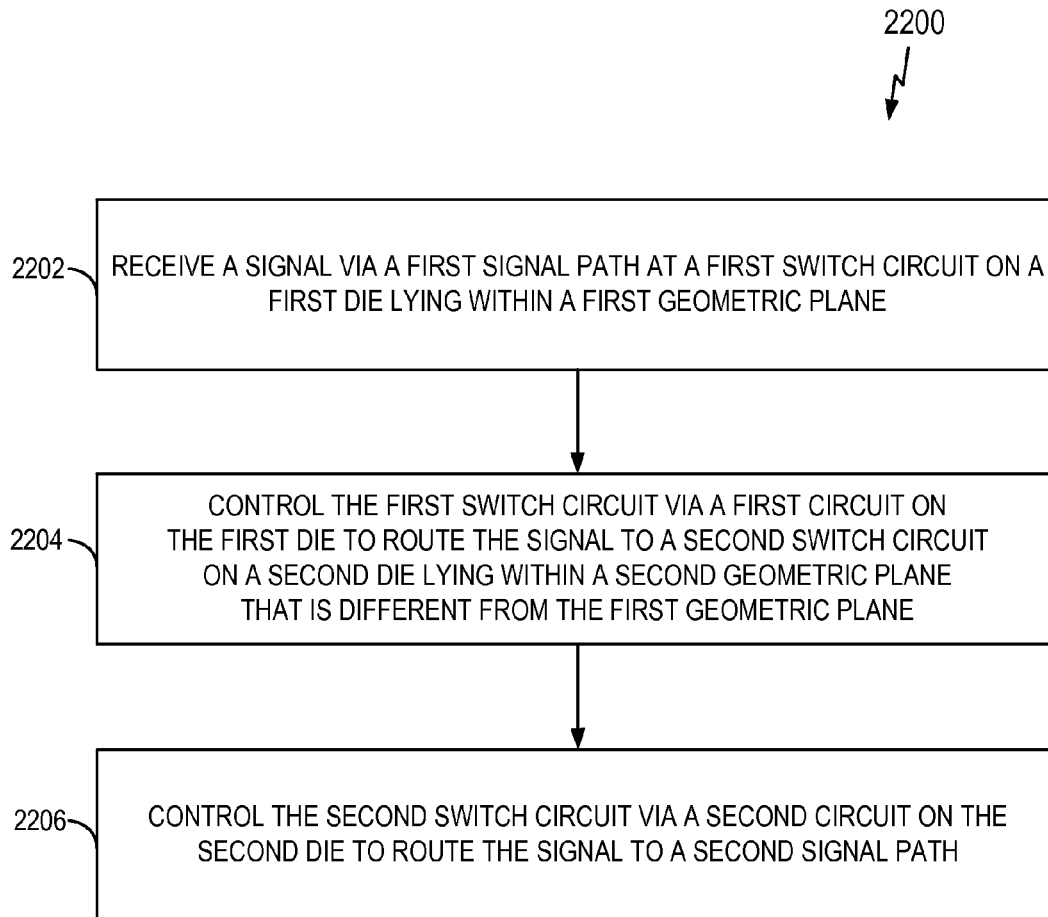 2200
2202
RECEIVE A SIGNAL VIA A FIRST SIGNAL PATH AT A FIRST SWITCH CIRCUIT ON A
FIRST DIE LYING WITHIN A FIRST GEOMETRIC PLANE
2204
CONTROL THE FIRST SWITCH CIRCUIT VIA A FIRST CIRCUIT ON
THE FIRST DIE TO ROUTE THE SIGNAL TO A SECOND SWITCH CIRCUIT
ON A SECOND DIE LYING WITHIN A SECOND GEOMETRIC PLANE
THAT IS DIFFERENT FROM THE FIRST GEOMETRIC PLANE
2206
CONTROL THE SECOND SWITCH CIRCUIT VIA A SECOND CIRCUIT ON THE
SECOND DIE TO ROUTE THE SIGNAL TO A SECOND SIGNAL PATH